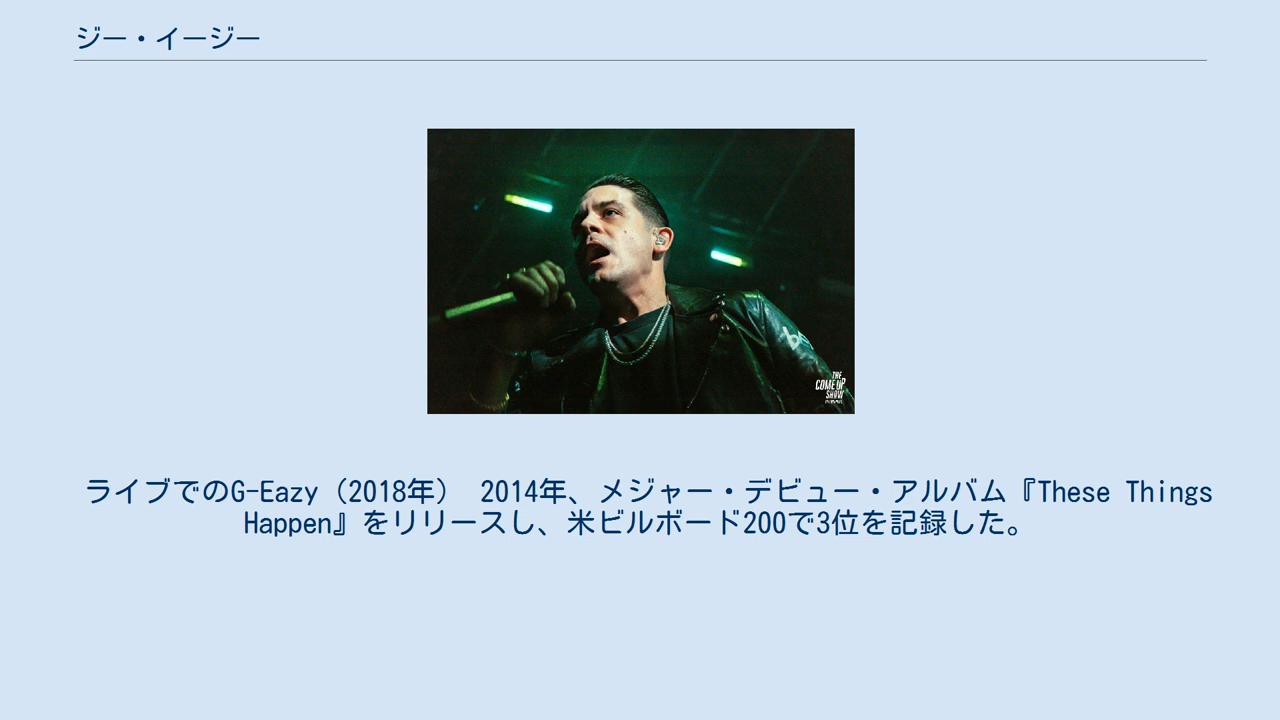 ジー・イージー
THE
COME UP
SHOW
ライブでのG-Eazy（2018年） 2014年、メジャー・デビュー・アルバム『These Things
Happen』をリリースし、米ビルボード200で3位を記録した。